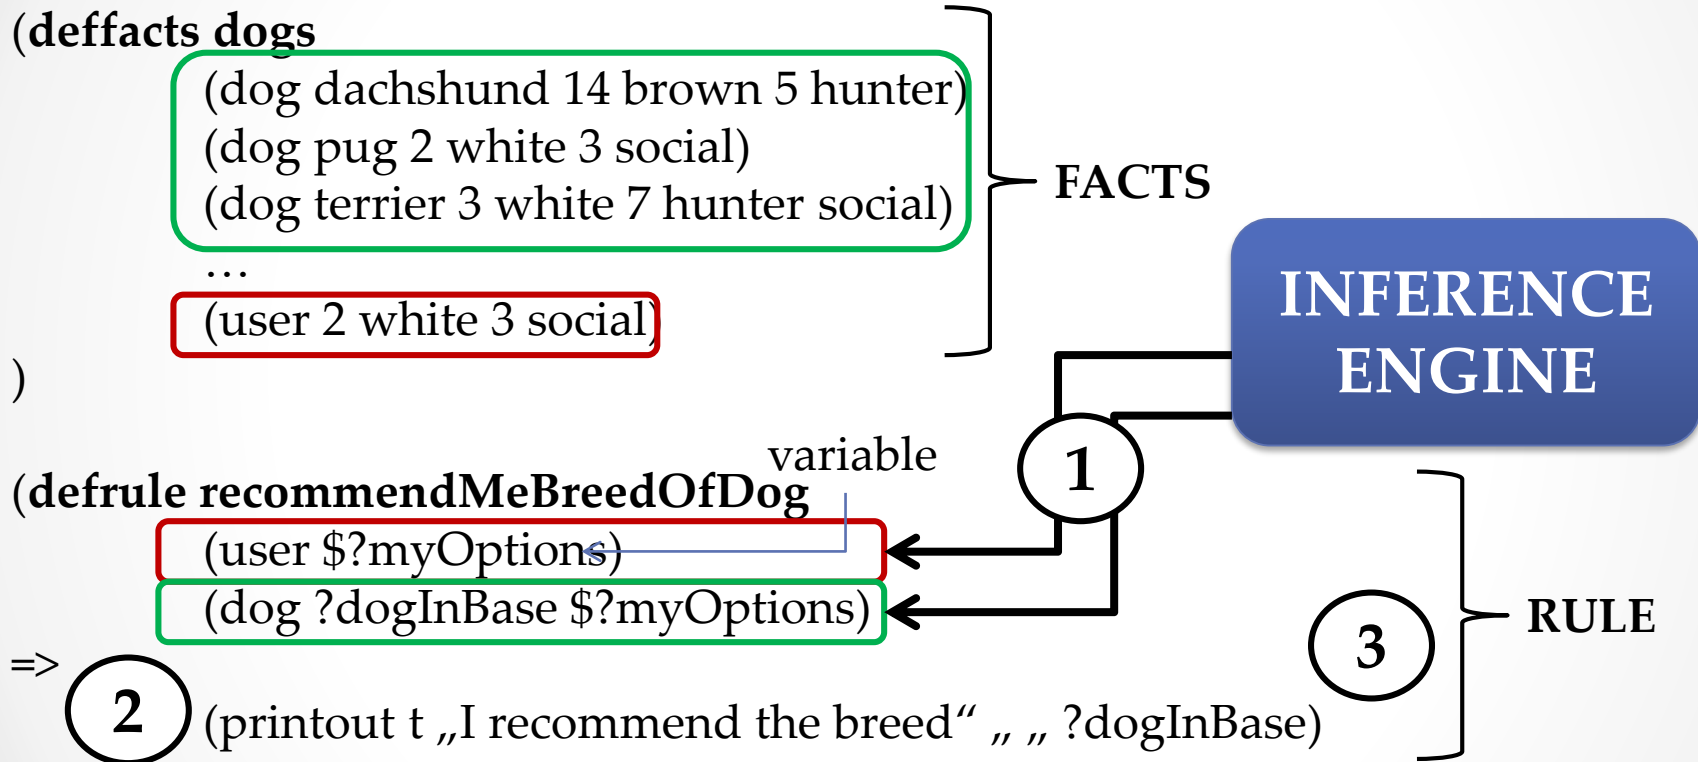 (deffacts dogs
(dog dachshund 14 brown 5 hunter)
(dog pug 2 white 3 social)
(dog terrier 3 white 7 hunter social)
…
(user 2 white 3 social)
)
FACTS
INFERENCE
ENGINE
1
variable
(defrule recommendMeBreedOfDog
(user $?myOptions)
(dog ?dogInBase $?myOptions)
=>
2
(printout t „I recommend the breed“ „ „ ?dogInBase)
3
RULE